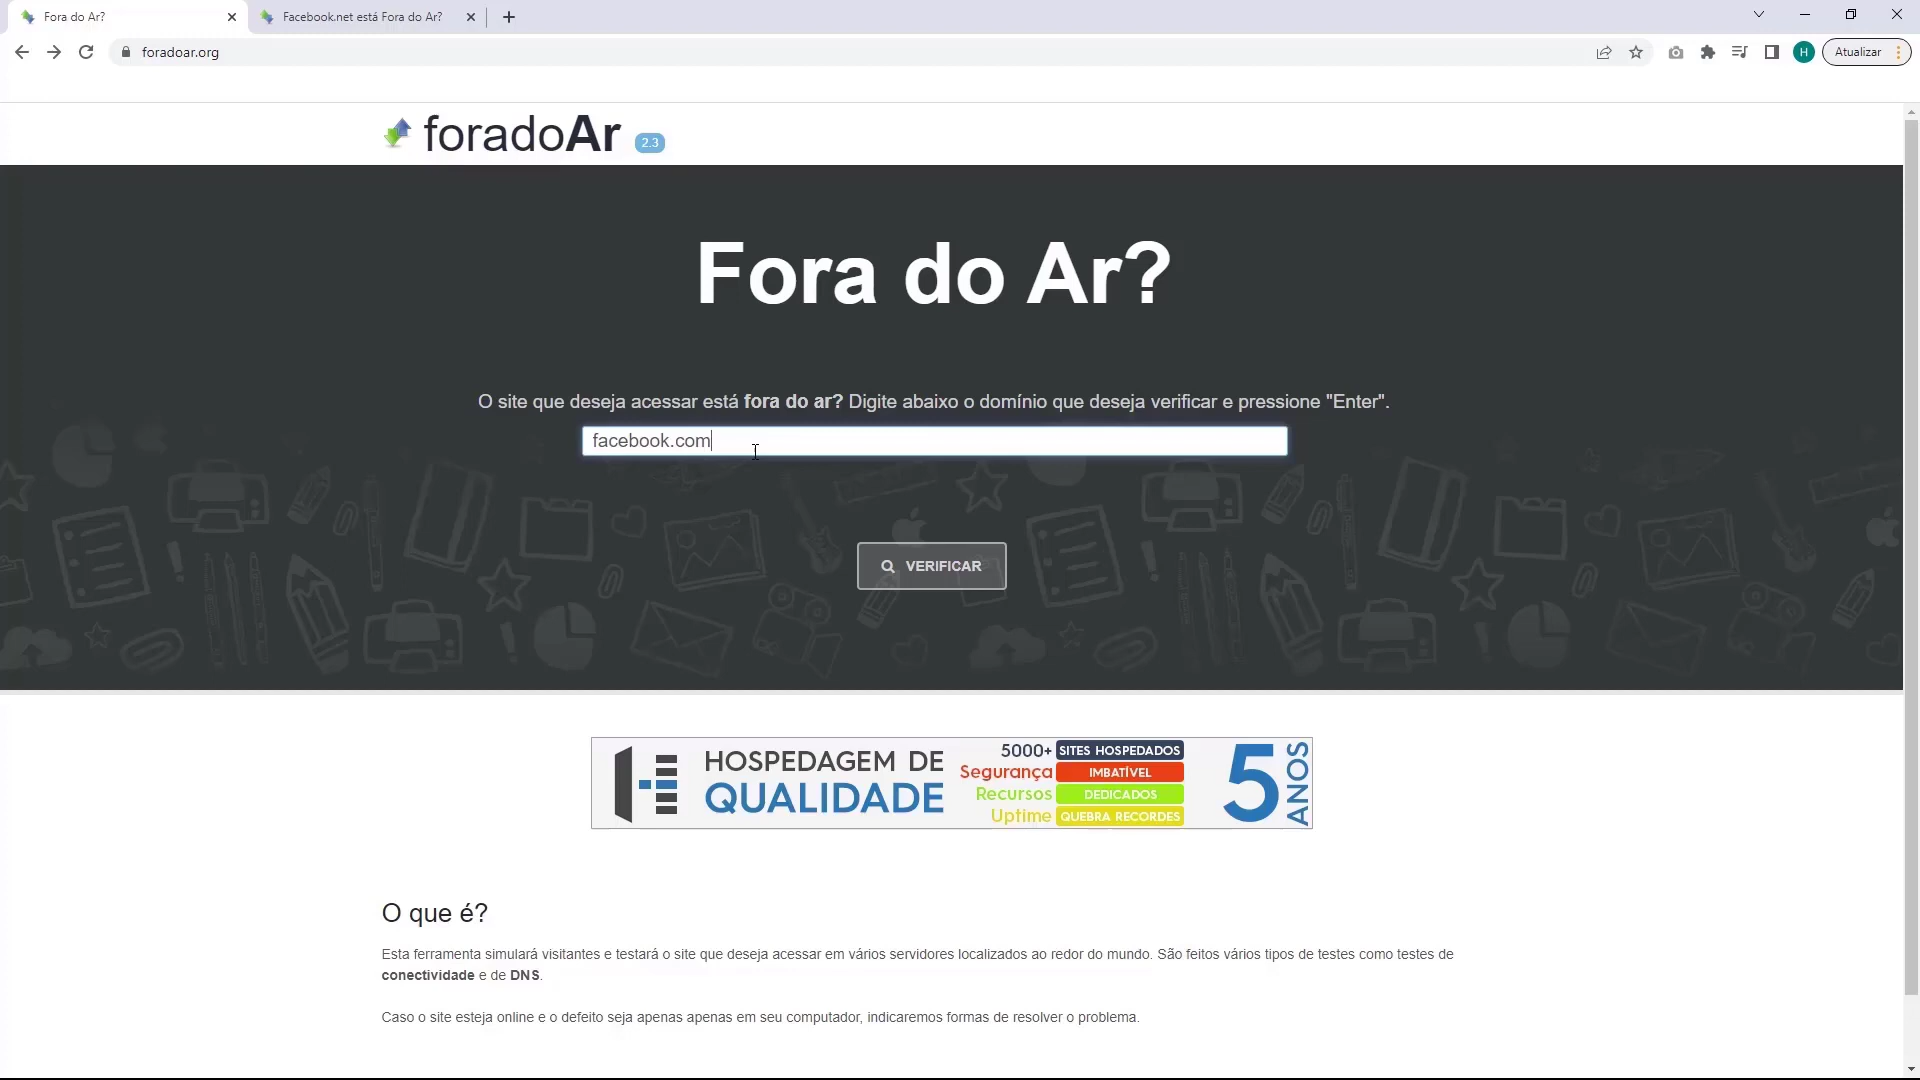 Fora do Ar?
Facebook.net está Fora do Ar?
foradoar.org
H
Atualizar
foradoAr 2.3
Fora do Ar?
O site que deseja acessar está fora do ar? Digite abaixo o domínio que deseja verificar e pressione "Enter".
facebook.com
VERIFICAR
HOSPEDAGEM DE
QUALIDADE
5000+ SITES HOSPEDADOS
Segurança IMBATÍVEL
Recursos DEDICADOS
Uptime QUEBRA RECORDES
5 ANOS
O que é?
Esta ferramenta simulará visitantes e testará o site que deseja acessar em vários servidores localizados ao redor do mundo. São feitos vários tipos de testes como testes de
conectividade e de DNS.
Caso o site esteja online e o defeito seja apenas apenas em seu computador, indicaremos formas de resolver o problema.